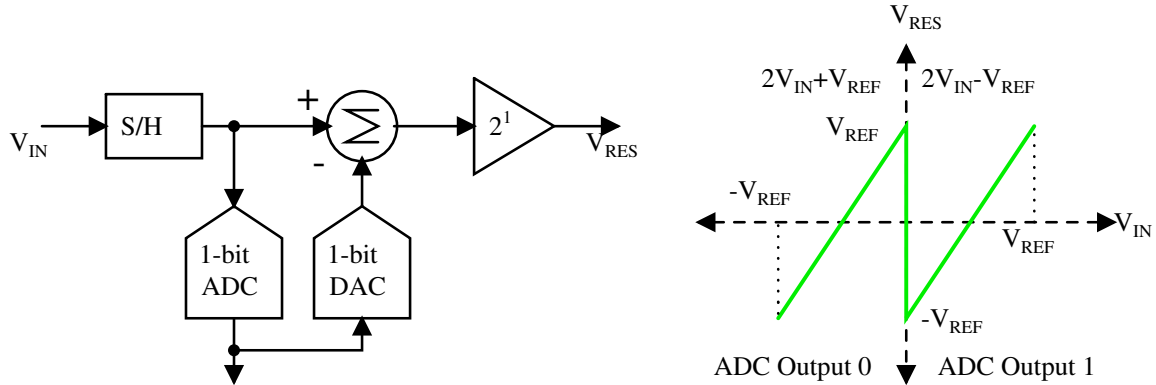 V_IN
S/H
+
-
Σ
2^1
V_RES
1-bit
ADC
1-bit
DAC
V_RES
2V_IN+V_REF
2V_IN-V_REF
V_REF
-V_REF
V_REF
V_IN
-V_REF
ADC Output 0
ADC Output 1